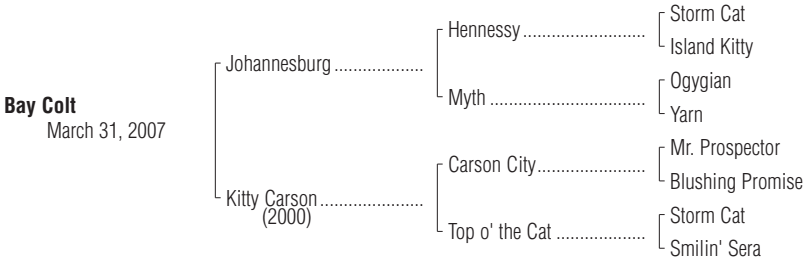 Storm Cat
Hennessy ........................
Island Kitty
Johannesburg ..................
Ogygian
Myth ...............................
Yarn
Bay Colt
March 31, 2007
Mr. Prospector
Carson City.....................
Blushing Promise
Kitty Carson.....................
(2000)
Storm Cat
Top o' the Cat .................
Smilin' Sera